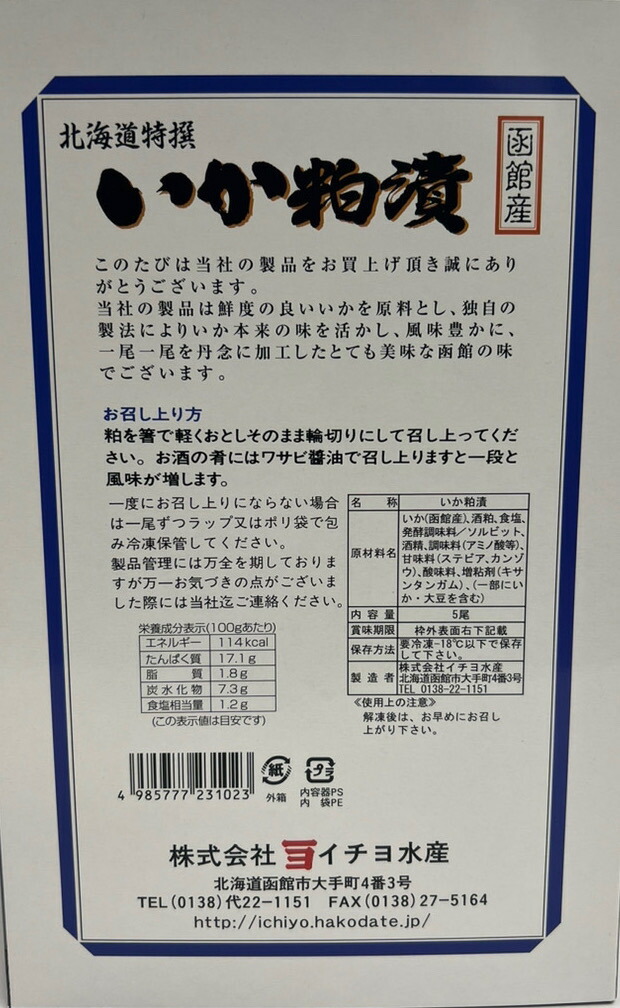 北海道特撰
いか粕漬
函館産
このたびは当社の製品をお買上げ頂き誠にあり
がとうございます。
当社の製品は鮮度の良いいかを原料とし、独自の
製法によりいか本来の味を活かし、風味豊かに、
一尾一尾を丹念に加工したとても美味な函館の味
でございます。
お召し上り方
粕を箸で軽くおとしそのまま輪切りにして召し上ってくだ
さい。お酒の肴にはワサビ醤油で召し上りますと一段と
風味が増します。
一度にお召し上りにならない場合
は一尾ずつラップ又はポリ袋で包
み冷凍保管してください。
製品管理には万全を期しておりま
すが万一お気づきの点がございま
した際には当社迄ご連絡ください。
栄養成分表示(100gあたり)
エネルギー 114kcal
たんぱく質 17.1g
脂質 1.8g
炭水化物 7.3g
食塩相当量 1.2g
(この表示値は目安です)
名称 いか粕漬
原材料名 いか(函館産)、酒粕、食塩、
発酵調味料／ソルビット、
酒精、調味料(アミノ酸等)、
甘味料(ステビア、カンゾ
ウ)、酸味料、増粘剤(キサ
ンタンガム)、(一部にい
か・大豆を含む)
内容量 5尾
賞味期限 枠外表面右下記載
保存方法 要冷凍-18℃以下で保存
して下さい。
製造者 株式会社イチヨ水産
北海道函館市大手町4番3号
TEL 0138-22-1151
≪使用上の注意≫
解凍後は、お早めにお召し
上がり下さい。
4 985777 231023
紙
外箱
プラ
内容器PS
内 袋PE
株式会社 ヨ イチヨ水産
北海道函館市大手町4番3号
TEL(0138)代22-1151 FAX(0138)27-5164
http://ichiyo.hakodate.jp/